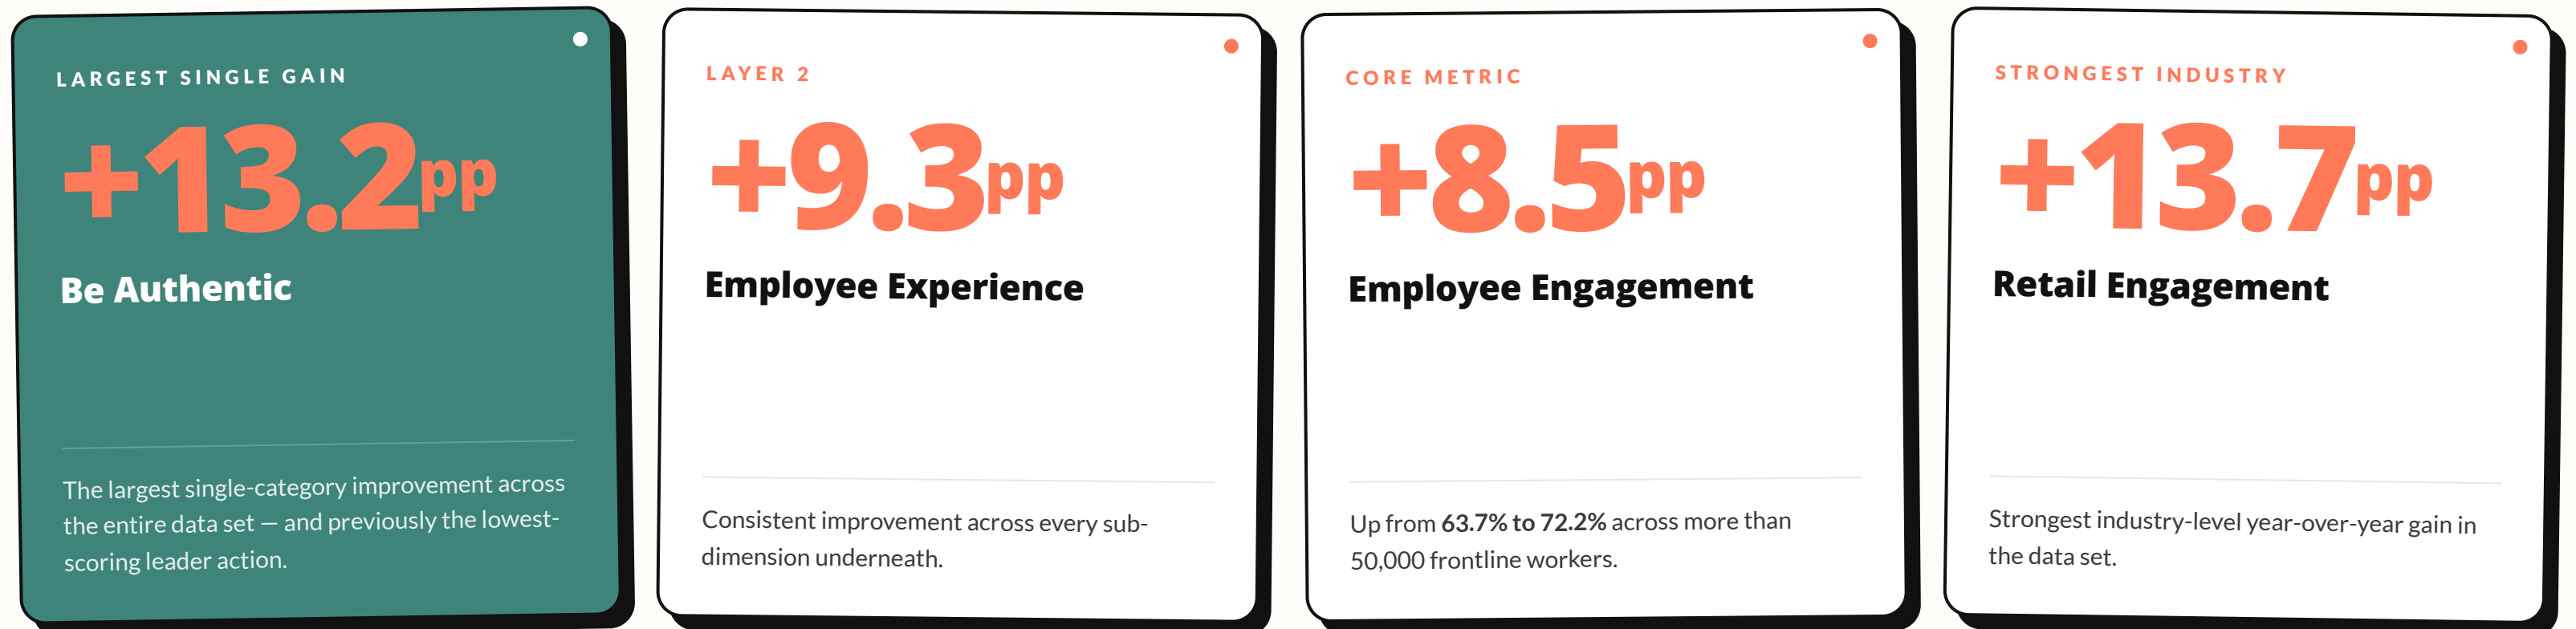 LARGEST SINGLE GAIN
+13.2pp
Be Authentic
The largest single-category improvement across
the entire data set — and previously the lowest-
scoring leader action.
LAYER 2
+9.3pp
Employee Experience
Consistent improvement across every sub-
dimension underneath.
CORE METRIC
+8.5pp
Employee Engagement
Up from 63.7% to 72.2% across more than
50,000 frontline workers.
STRONGEST INDUSTRY
+13.7pp
Retail Engagement
Strongest industry-level year-over-year gain in
the data set.